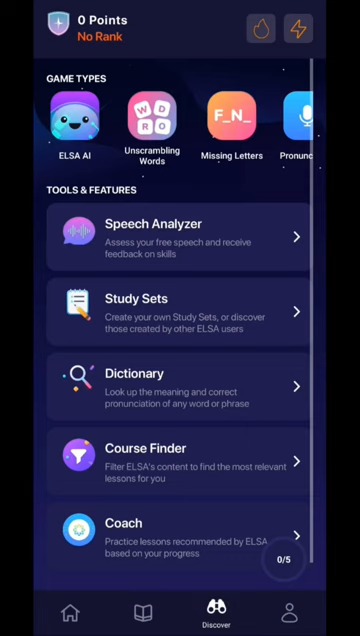 0 Points
No Rank
GAME TYPES
ELSA AI
Unscrambling
Words
W D
R O
F_N_
Missing Letters
Pronunc
TOOLS & FEATURES
Speech Analyzer
Assess your free speech and receive
feedback on skills
Study Sets
Create your own Study Sets, or discover
those created by other ELSA users
Dictionary
Look up the meaning and correct
pronunciation of any word or phrase
Course Finder
Filter ELSA's content to find the most relevant
lessons for you
Coach
Practice lessons recommended by ELSA
based on your progress
0/5
Discover